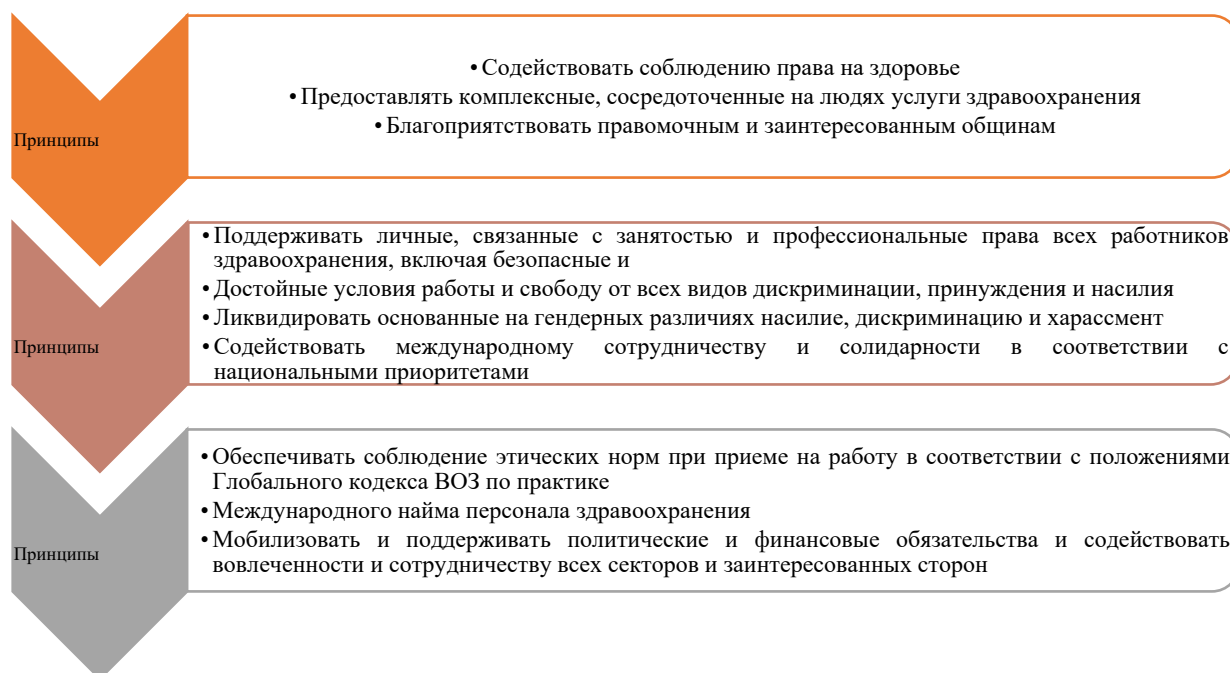 Принципы
• Содействовать соблюдению права на здоровье
• Предоставлять комплексные, сосредоточенные на людях услуги здравоохранения
• Благоприятствовать правомочным и заинтересованным общинам
Принципы
• Поддерживать личные, связанные с занятостью и профессиональные права всех работников
здравоохранения, включая безопасные и
• Достойные условия работы и свободу от всех видов дискриминации, принуждения и насилия
• Ликвидировать основанные на гендерных различиях насилие, дискриминацию и харассмент
• Содействовать международному сотрудничеству и солидарности в соответствии с
национальными приоритетами
Принципы
• Обеспечивать соблюдение этических норм при приеме на работу в соответствии с положениями
Глобального кодекса ВОЗ по практике
• Международного найма персонала здравоохранения
• Мобилизовать и поддерживать политические и финансовые обязательства и содействовать
вовлеченности и сотрудничеству всех секторов и заинтересованных сторон